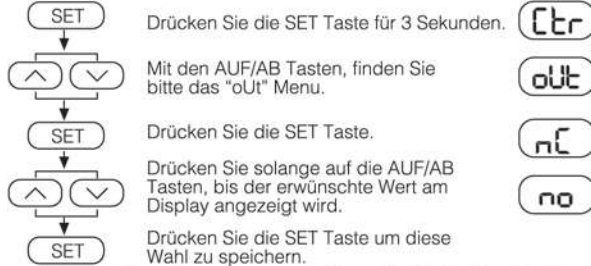 SET
Drücken Sie die SET Taste für 3 Sekunden.
Ctr
Mit den AUF/AB Tasten, finden Sie
bitte das "oUt" Menu.
oUt
SET
Drücken Sie die SET Taste.
nC
Drücken Sie solange auf die AUF/AB
Tasten, bis der erwünschte Wert am
Display angezeigt wird.
no
SET
Drücken Sie die SET Taste um diese
Wahl zu speichern.